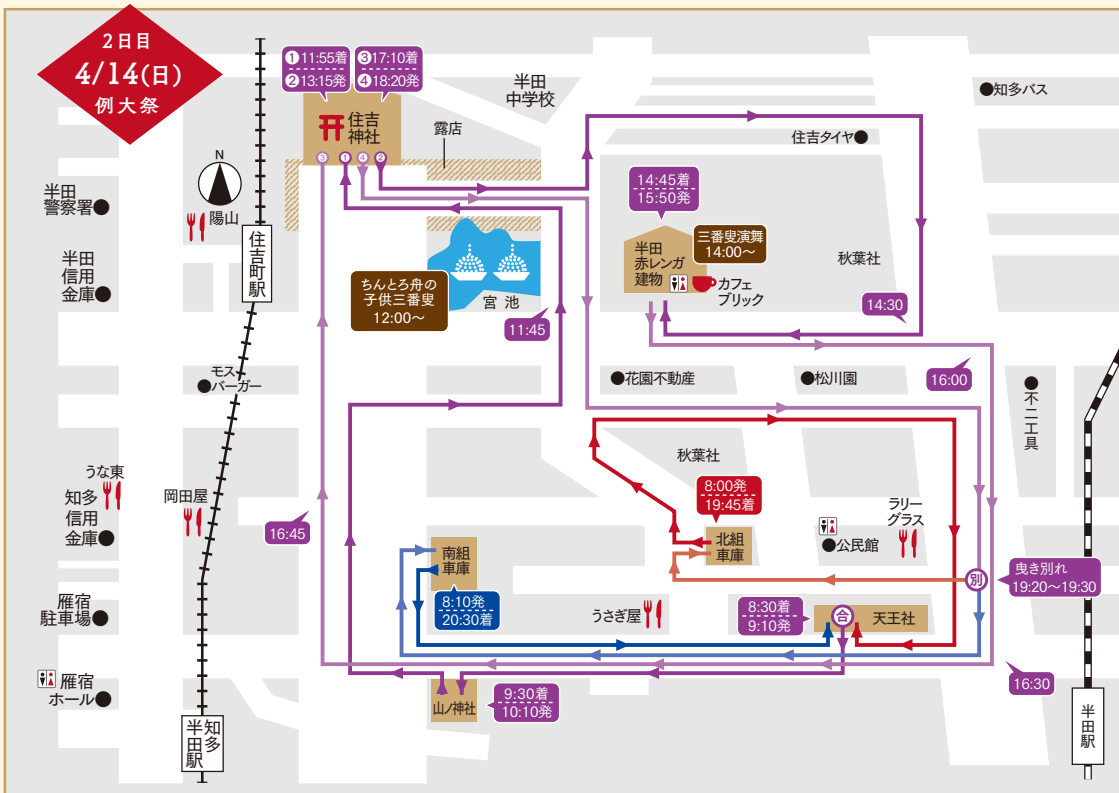 2日目
4/14(日)
例大祭
①11:55着
②13:15発
③17:10着
④18:20発
住吉
神社
③
①
④
②
露店
半田
中学校
知多バス
住吉タイヤ
N
陽山
半田
警察署
半田
信用
金庫
住吉町駅
ちんとろ舟の
子供三番叟
12:00〜
宮池
11:45
14:45着
15:50発
三番叟演舞
14:00〜
半田
赤レンガ
建物
カフェ
ブリック
秋葉社
14:30
16:00
モス
バーガー
花園不動産
松川園
不二工具
うな東
知多
信用
金庫
岡田屋
16:45
秋葉社
8:00発
19:45着
北組
車庫
ラリー
グラス
公民館
南組
車庫
8:10発
20:30着
別
曳き別れ
19:20〜19:30
雁宿
駐車場
うさぎ屋
8:30着
9:10発
合
天王社
16:30
雁宿
ホール
山ノ神社
9:30着
10:10発
知多
半田駅
半田駅